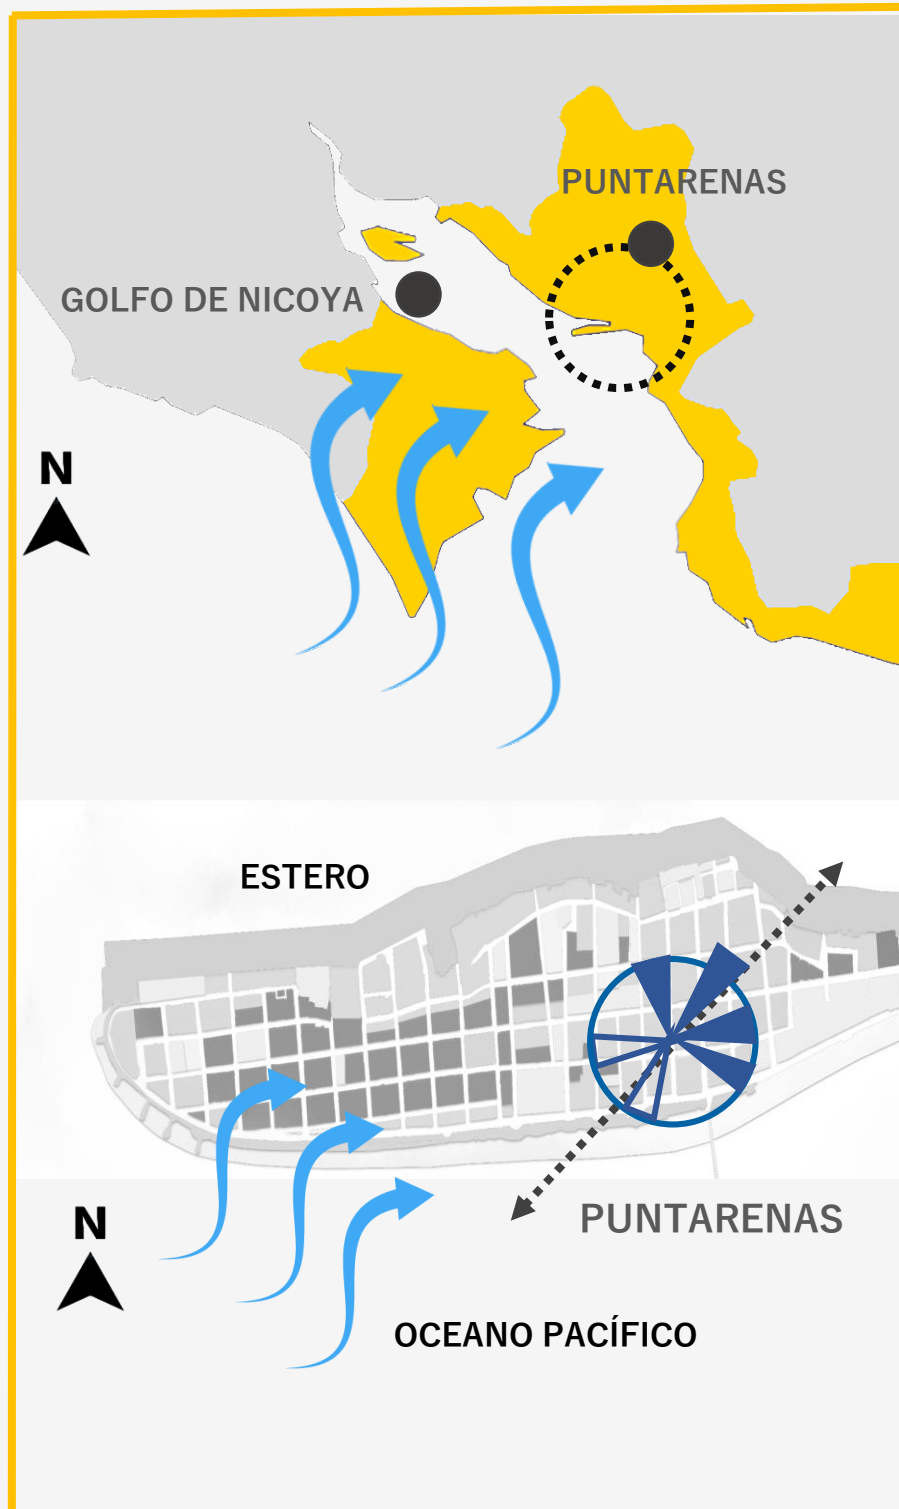 PUNTARENAS
GOLFO DE NICOYA
N
ESTERO
N
PUNTARENAS
OCEANO PACÍFICO